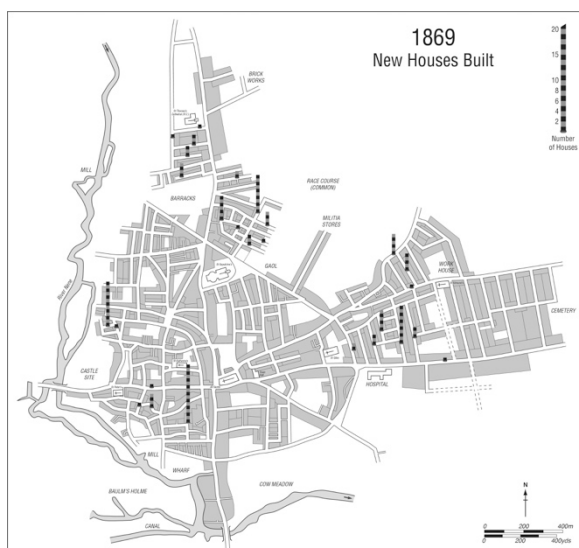 1869
New Houses Built
20
15
10
8
6
4
2
Number
of Houses
BRICK
WORKS
MILL
BARRACKS
RACE COURSE
(COMMON)
MILITIA
STORES
GAOL
WORK
HOUSE
CEMETERY
River Nene
CASTLE
SITE
HOSPITAL
MILL
WHARF
BAULM'S HOLME
COW MEADOW
CANAL
N
0 200 400m
0 200 400yds